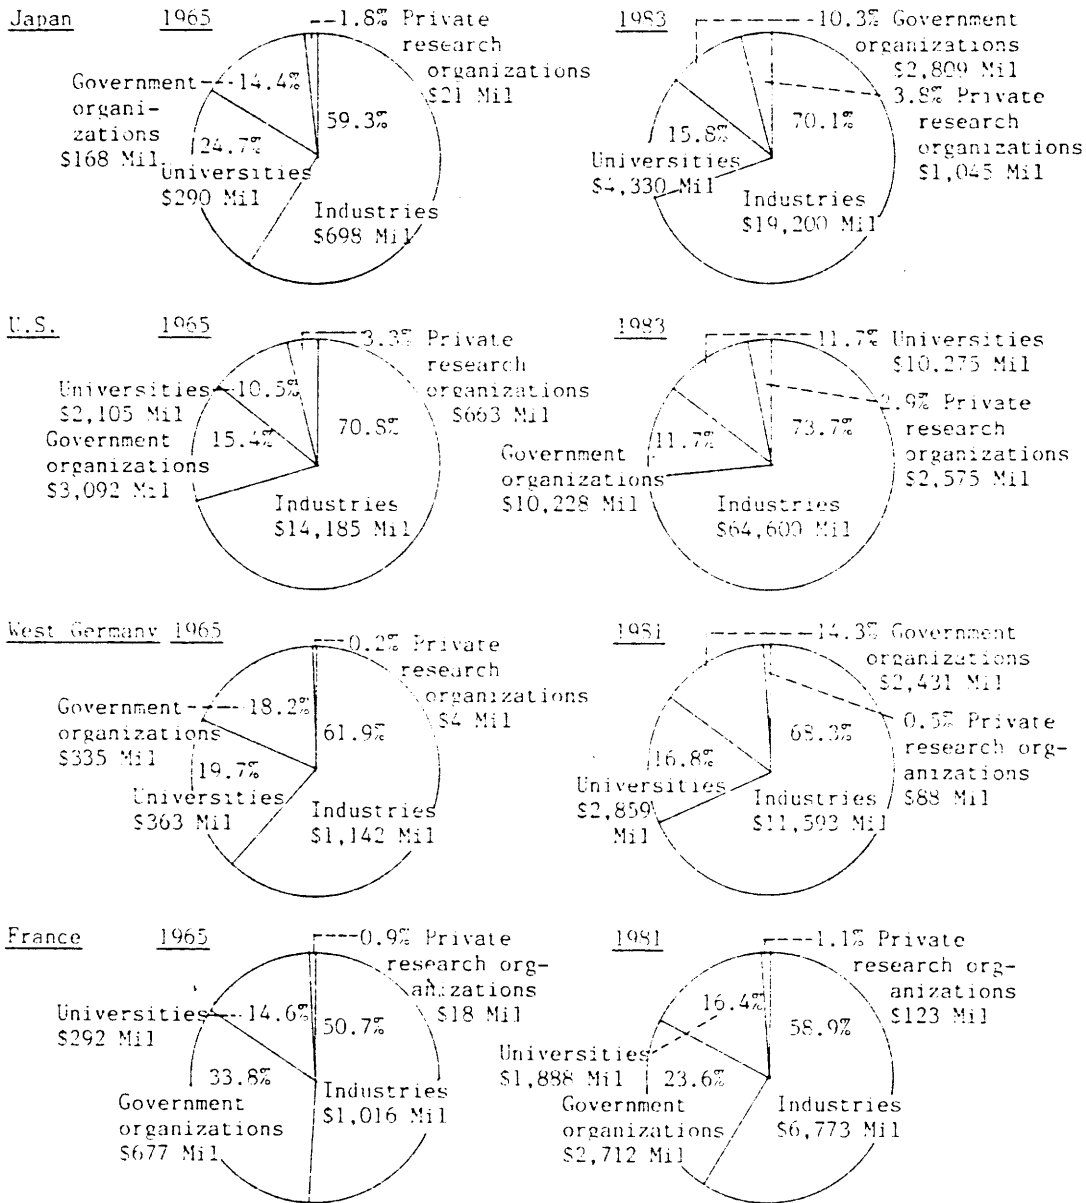 Japan 1965
1.8% Private
research
organizations
$21 Mil
Government
organi-
zations
$168 Mil
14.4%
59.3%
24.7%
Universities
$290 Mil
Industries
$698 Mil
1983
10.3% Government
organizations
$2,809 Mil
3.8% Private
research
organizations
$1,045 Mil
70.1%
15.8%
Universities
$4,330 Mil
Industries
$19,200 Mil
U.S. 1965
3.3% Private
research
organizations
$663 Mil
Universities
$2,105 Mil
10.5%
15.4%
Government
organizations
$3,092 Mil
70.8%
Industries
$14,185 Mil
1983
11.7% Universities
$10,275 Mil
2.9% Private
research
organizations
$2,575 Mil
73.7%
11.7%
Government
organizations
$10,228 Mil
Industries
$64,600 Mil
West Germany 1965
0.2% Private
research
organizations
$4 Mil
Government
organizations
$335 Mil
18.2%
61.9%
19.7%
Universities
$363 Mil
Industries
$1,142 Mil
1981
14.3% Government
organizations
$2,431 Mil
0.5% Private
research org-
anizations
$88 Mil
68.3%
16.8%
Universities
$2,859
Mil
Industries
$11,593 Mil
France 1965
0.9% Private
research org-
anizations
$18 Mil
Universities
$292 Mil
14.6%
50.7%
33.8%
Government
organizations
$677 Mil
Industries
$1,016 Mil
1981
1.1% Private
research org-
anizations
$123 Mil
16.4%
58.9%
Universities
$1,888 Mil
23.6%
Government
organizations
$2,712 Mil
Industries
$6,773 Mil